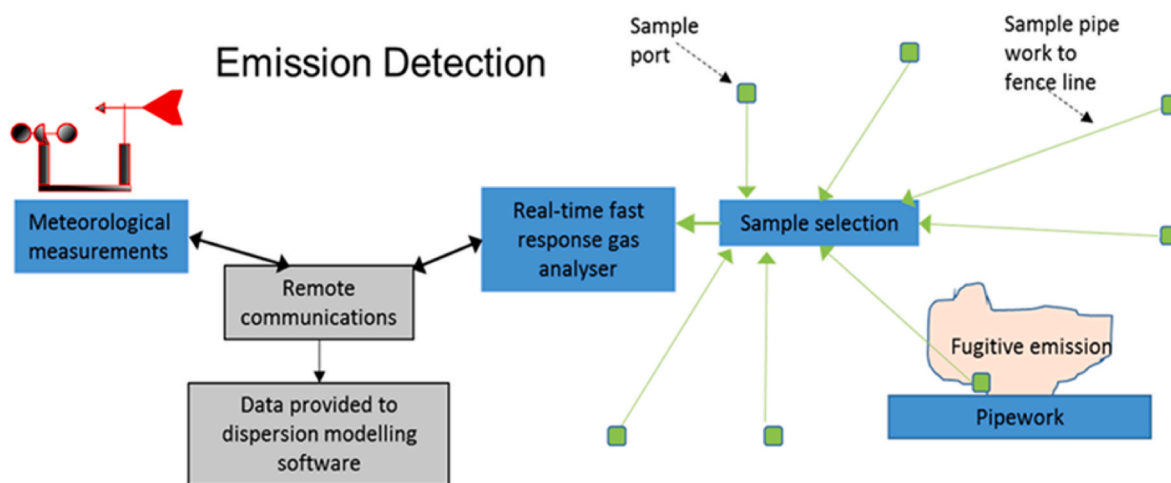 Emission Detection
Sample
port
Sample pipe
work to
fence line
Meteorological
measurements
Real-time fast
response gas
analyser
Sample selection
Remote
communications
Fugitive emission
Data provided to
dispersion modelling
software
Pipework